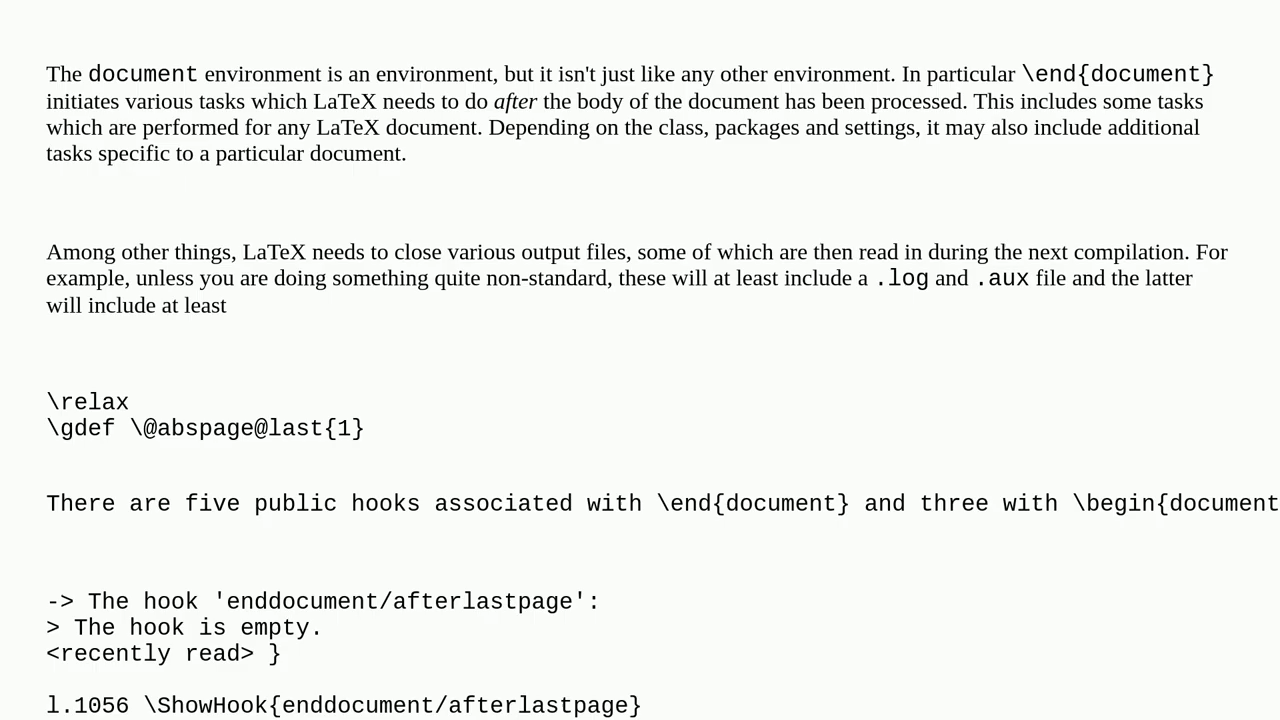 The document environment is an environment, but it isn't just like any other environment. In particular \end{document}
initiates various tasks which LaTeX needs to do after the body of the document has been processed. This includes some tasks
which are performed for any LaTeX document. Depending on the class, packages and settings, it may also include additional
tasks specific to a particular document.
Among other things, LaTeX needs to close various output files, some of which are then read in during the next compilation. For
example, unless you are doing something quite non-standard, these will at least include a .log and .aux file and the latter
will include at least
\relax
\gdef \@abspage@last{1}
There are five public hooks associated with \end{document} and three with \begin{document
-> The hook 'enddocument/afterlastpage':
> The hook is empty.
<recently read> }
l.1056 \ShowHook{enddocument/afterlastpage}